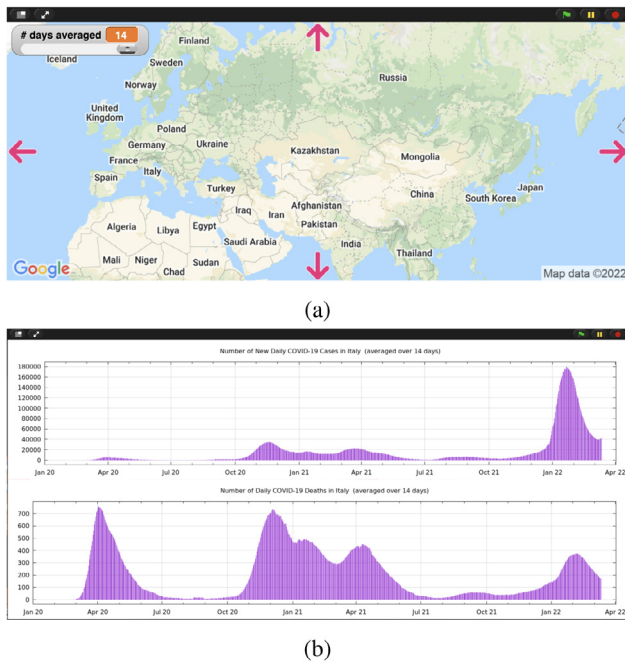 # days averaged 14
Finland
Iceland
Sweden
Russia
Norway
United
Kingdom
Poland
Germany
Ukraine
France
Kazakhstan
Mongolia
Spain
Italy
Turkey
Japan
China
South Korea
Afghanistan
Iraq
Iran
Algeria
Libya
Egypt
Pakistan
Saudi Arabia
India
Mali
Niger
Sudan
Thailand
Chad
Google
Map data ©2022
(a)
Number of New Daily COVID-19 Cases in Italy (averaged over 14 days)
180000
160000
140000
120000
100000
80000
60000
40000
20000
0
Jan 20 Apr 20 Jul 20 Oct 20 Jan 21 Apr 21 Jul 21 Oct 21 Jan 22 Apr 22
Number of Daily COVID-19 Deaths in Italy (averaged over 14 days)
700
600
500
400
300
200
100
0
Jan 20 Apr 20 Jul 20 Oct 20 Jan 21 Apr 21 Jul 21 Oct 21 Jan 22 Apr 22
(b)